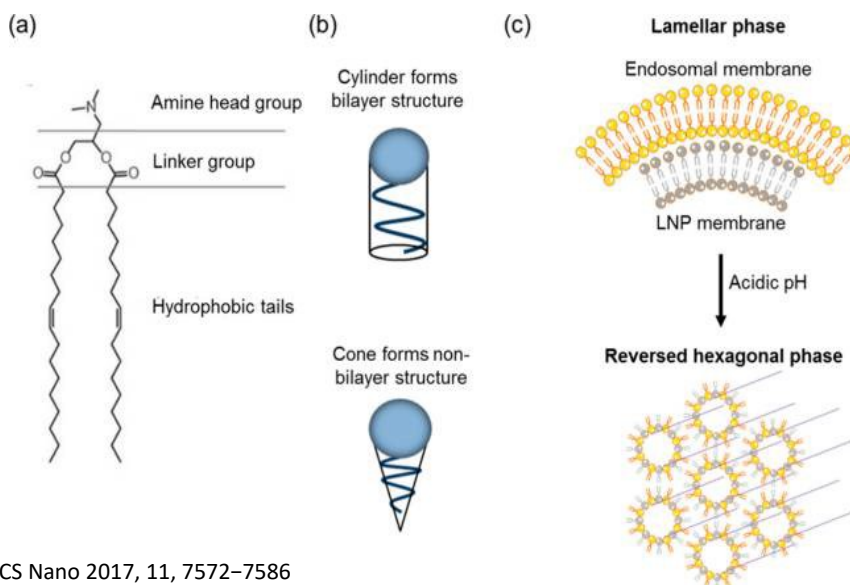 (a)
Amine head group
Linker group
Hydrophobic tails
N
O
O
O
O
(b)
Cylinder forms
bilayer structure
Cone forms non-
bilayer structure
(c)
Lamellar phase
Endosomal membrane
LNP membrane
Acidic pH
Reversed hexagonal phase
CS Nano 2017, 11, 7572−7586